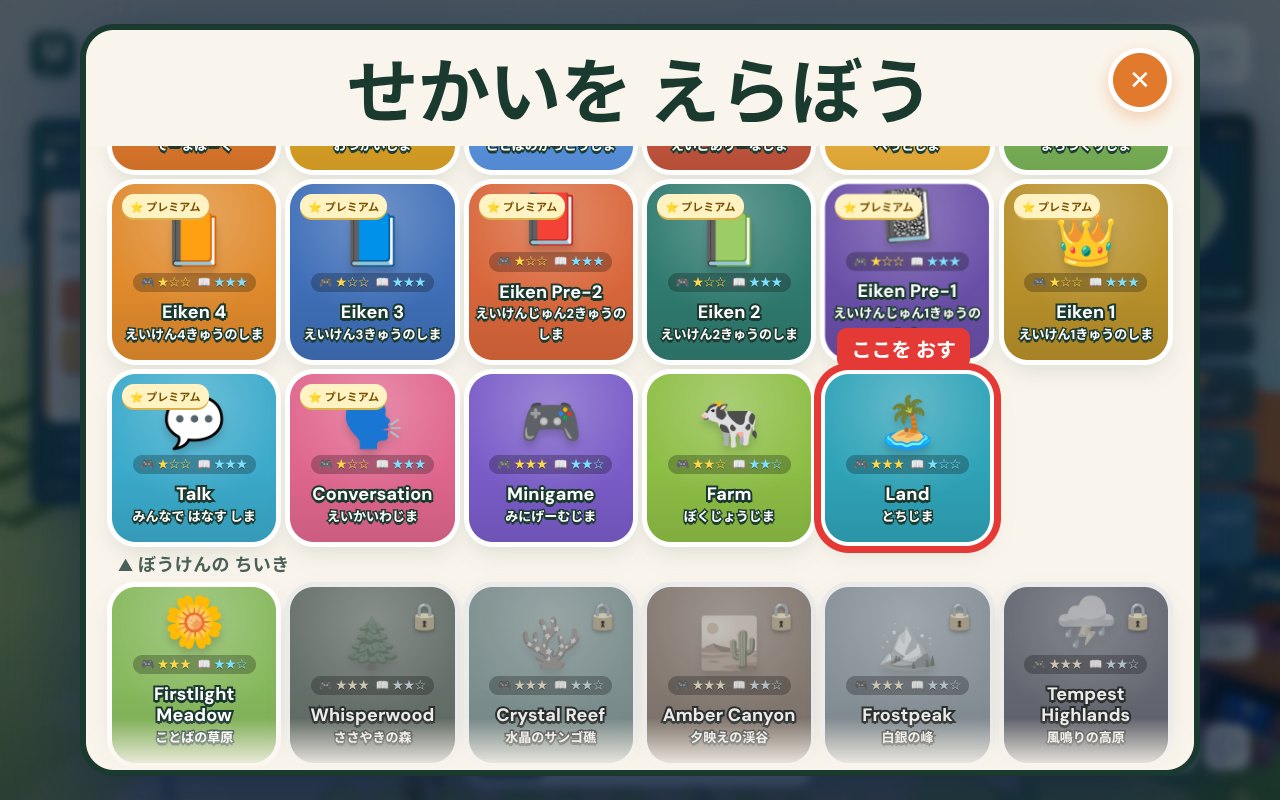 せかいを えらぼう
✕
⭐ プレミアム
⭐ プレミアム
⭐ プレミアム
⭐ プレミアム
⭐ プレミアム
⭐ プレミアム
🎮 ★☆☆ 📖 ★★★
🎮 ★☆☆ 📖 ★★★
🎮 ★☆☆ 📖 ★★★
🎮 ★☆☆ 📖 ★★★
🎮 ★☆☆ 📖 ★★★
🎮 ★☆☆ 📖 ★★★
Eiken 4
えいけん4きゅうのしま
Eiken 3
えいけん3きゅうのしま
Eiken Pre-2
えいけんじゅん2きゅうの
しま
Eiken 2
えいけん2きゅうのしま
Eiken Pre-1
えいけんじゅん1きゅうの
Eiken 1
えいけん1きゅうのしま
ここを おす
⭐ プレミアム
⭐ プレミアム
🎮 ★☆☆ 📖 ★★★
🎮 ★☆☆ 📖 ★★★
🎮 ★★★ 📖 ★★☆
🎮 ★★☆ 📖 ★★☆
🎮 ★★★ 📖 ★☆☆
Talk
みんなで はなす しま
Conversation
えいかいわじま
Minigame
みにげーむじま
Farm
ぼくじょうじま
Land
とちじま
▲ ぼうけんの ちいき
🎮 ★★★ 📖 ★★☆
🎮 ★★★ 📖 ★★☆
🎮 ★★★ 📖 ★★☆
🎮 ★★★ 📖 ★★☆
🎮 ★★★ 📖 ★★☆
🎮 ★★★ 📖 ★★☆
Firstlight
Meadow
ことばの草原
Whisperwood
ささやきの森
Crystal Reef
水晶のサンゴ礁
Amber Canyon
夕映えの渓谷
Frostpeak
白銀の峰
Tempest
Highlands
風鳴りの高原